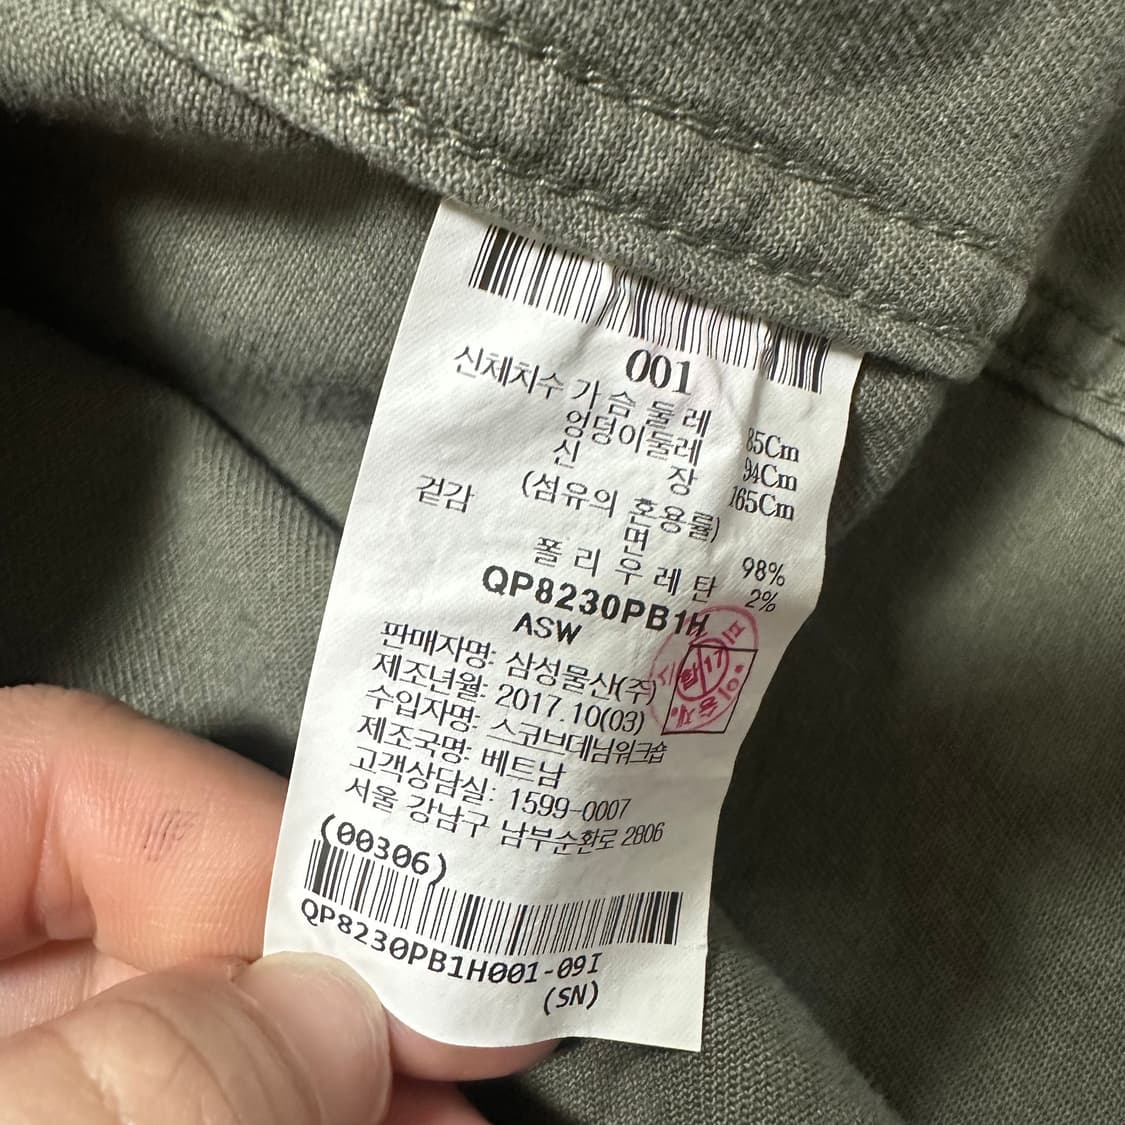 001
신체치수 가슴둘레 85Cm
엉덩이둘레 94Cm
신 장 165Cm
겉감 (섬유의 혼용률)
면 98%
폴리우레탄 2%
QP8230PB1H
ASW
판매자명: 삼성물산(주)
제조년월: 2017.10(03)
수입자명: 스코브데님워크숍
제조국명: 베트남
고객상담실: 1599-0007
서울 강남구 남부순환로 2806
(00306)
QP8230PB1H001-09I
(SN)